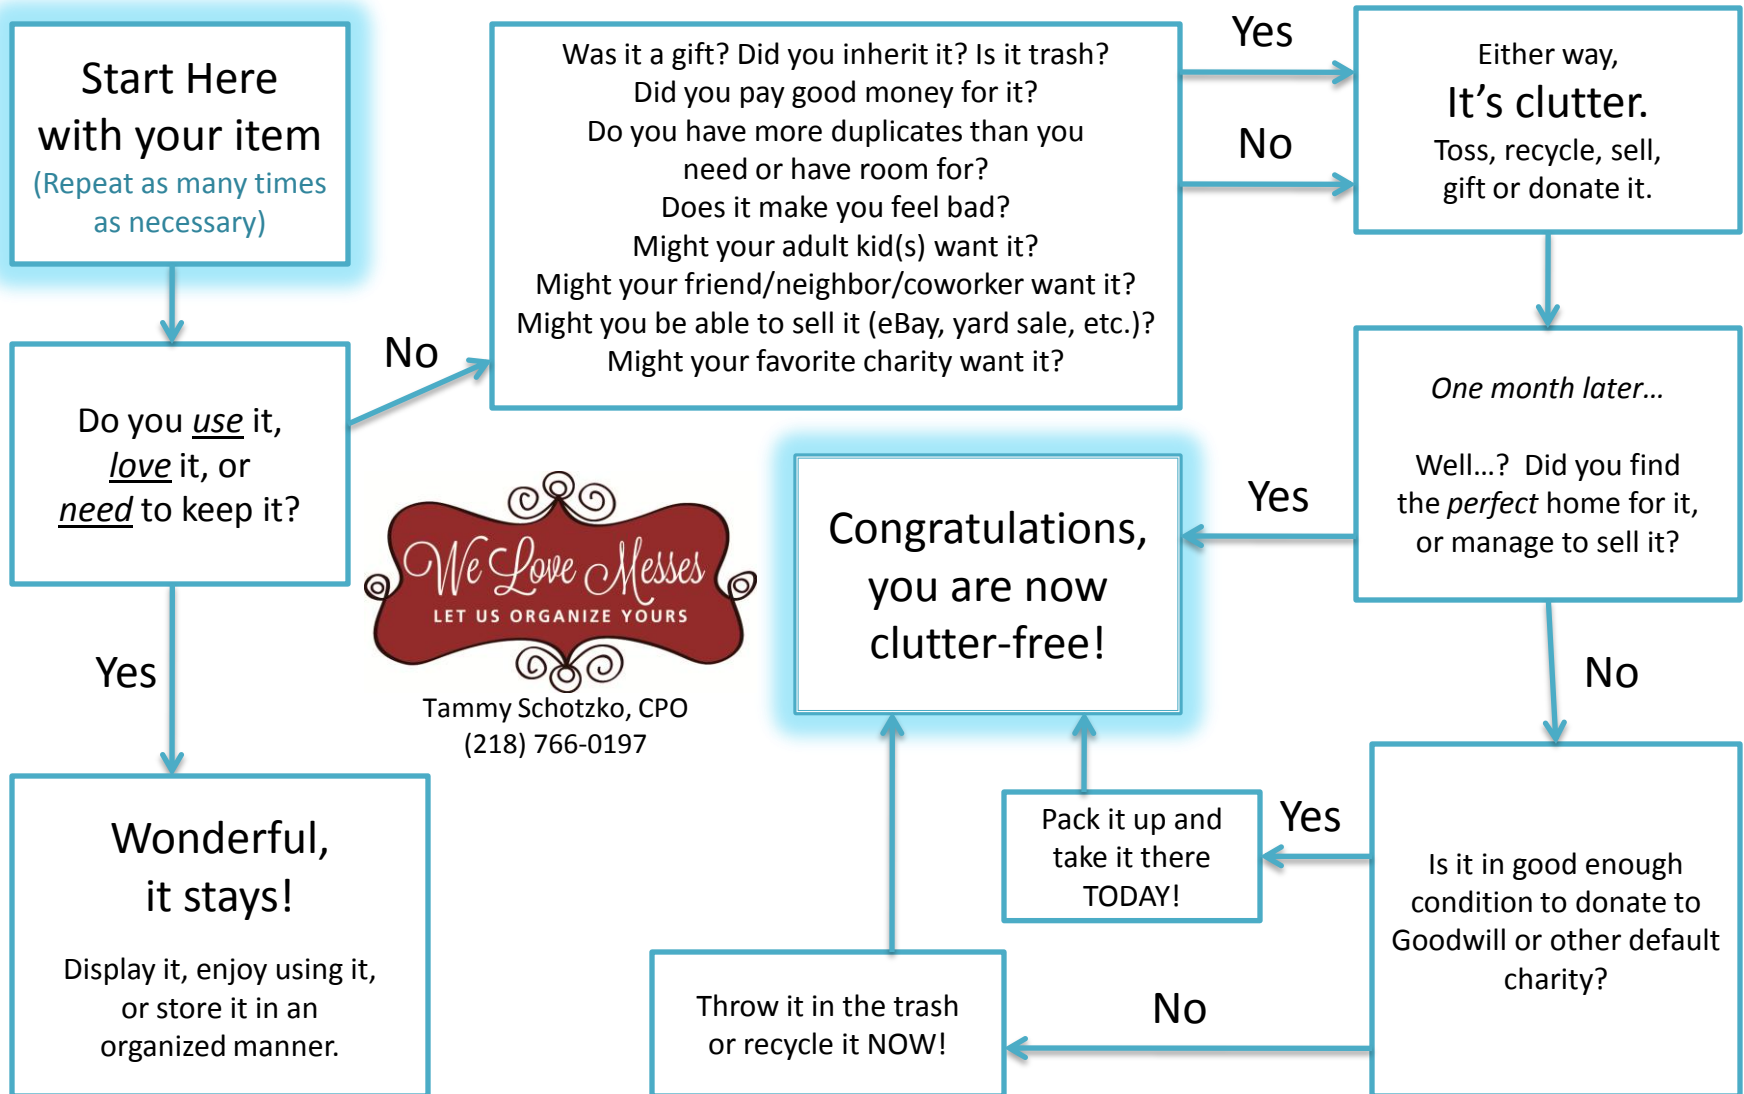 Start Here
with your item
(Repeat as many times
as necessary)
Do you use it,
love it, or
need to keep it?
No
Yes
Wonderful,
it stays!
Display it, enjoy using it,
or store it in an
organized manner.
Was it a gift? Did you inherit it? Is it trash?
Did you pay good money for it?
Do you have more duplicates than you
need or have room for?
Does it make you feel bad?
Might your adult kid(s) want it?
Might your friend/neighbor/coworker want it?
Might you be able to sell it (eBay, yard sale, etc.)?
Might your favorite charity want it?
Yes
No
Either way,
It’s clutter.
Toss, recycle, sell,
gift or donate it.
One month later…
Well…? Did you find
the perfect home for it,
or manage to sell it?
Yes
No
Congratulations,
you are now
clutter-free!
We Love Messes
LET US ORGANIZE YOURS
Tammy Schotzko, CPO
(218) 766-0197
Is it in good enough
condition to donate to
Goodwill or other default
charity?
Yes
Pack it up and
take it there
TODAY!
No
Throw it in the trash
or recycle it NOW!